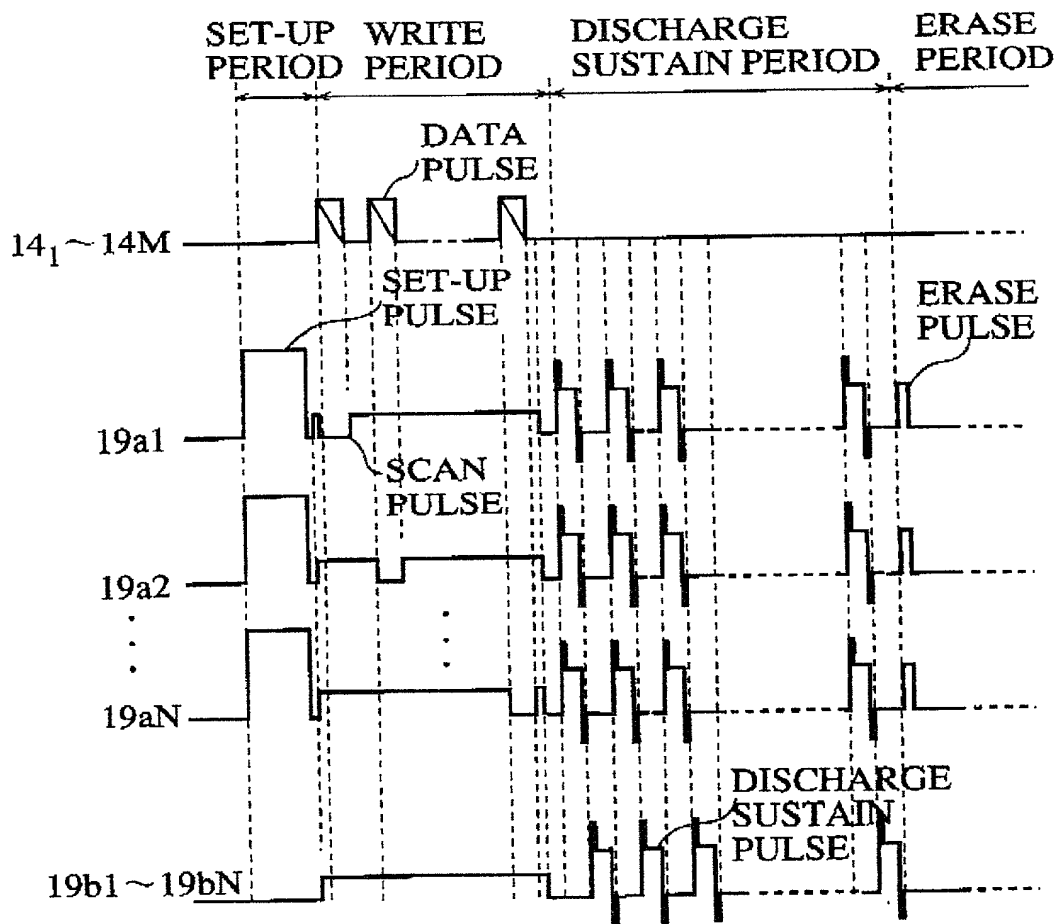 SET-UP
PERIOD
WRITE
PERIOD
DISCHARGE
SUSTAIN PERIOD
ERASE
PERIOD
DATA
PULSE
14₁～14M
SET-UP
PULSE
ERASE
PULSE
19a1
SCAN
PULSE
19a2
19aN
DISCHARGE
SUSTAIN
PULSE
19b1～19bN